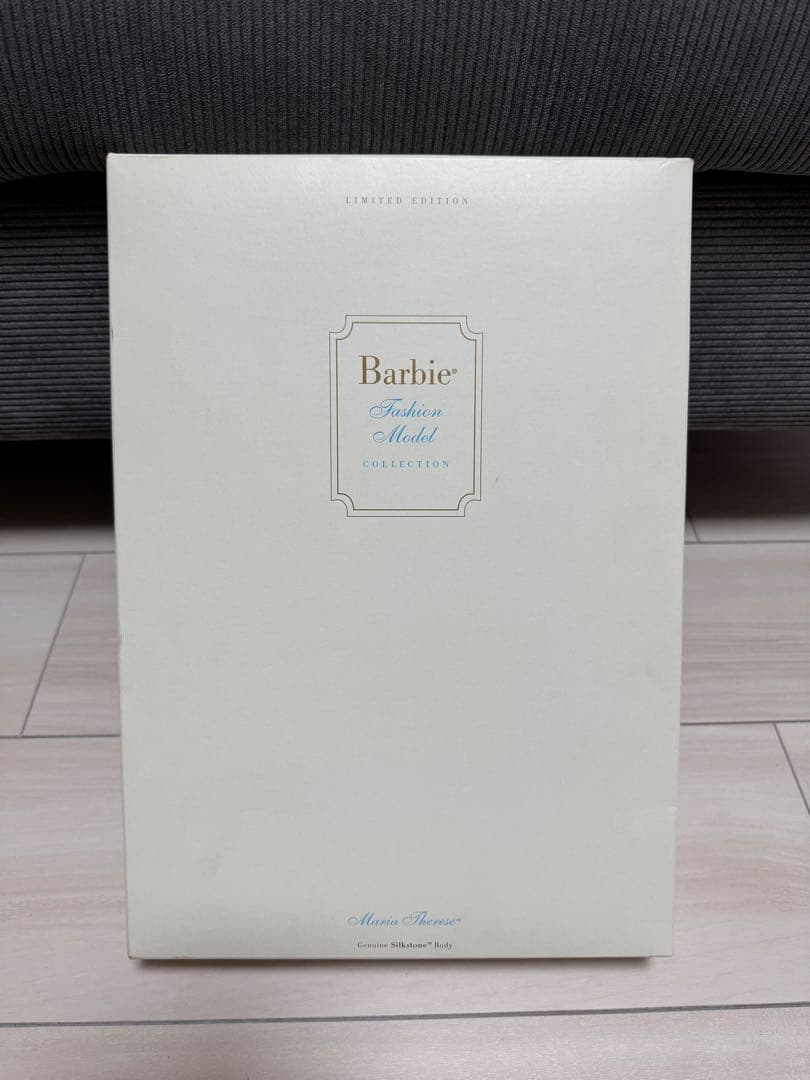 LIMITED EDITION
Barbie®
Fashion
Model
COLLECTION
Maria Therese™
Genuine Silkstone™ Body